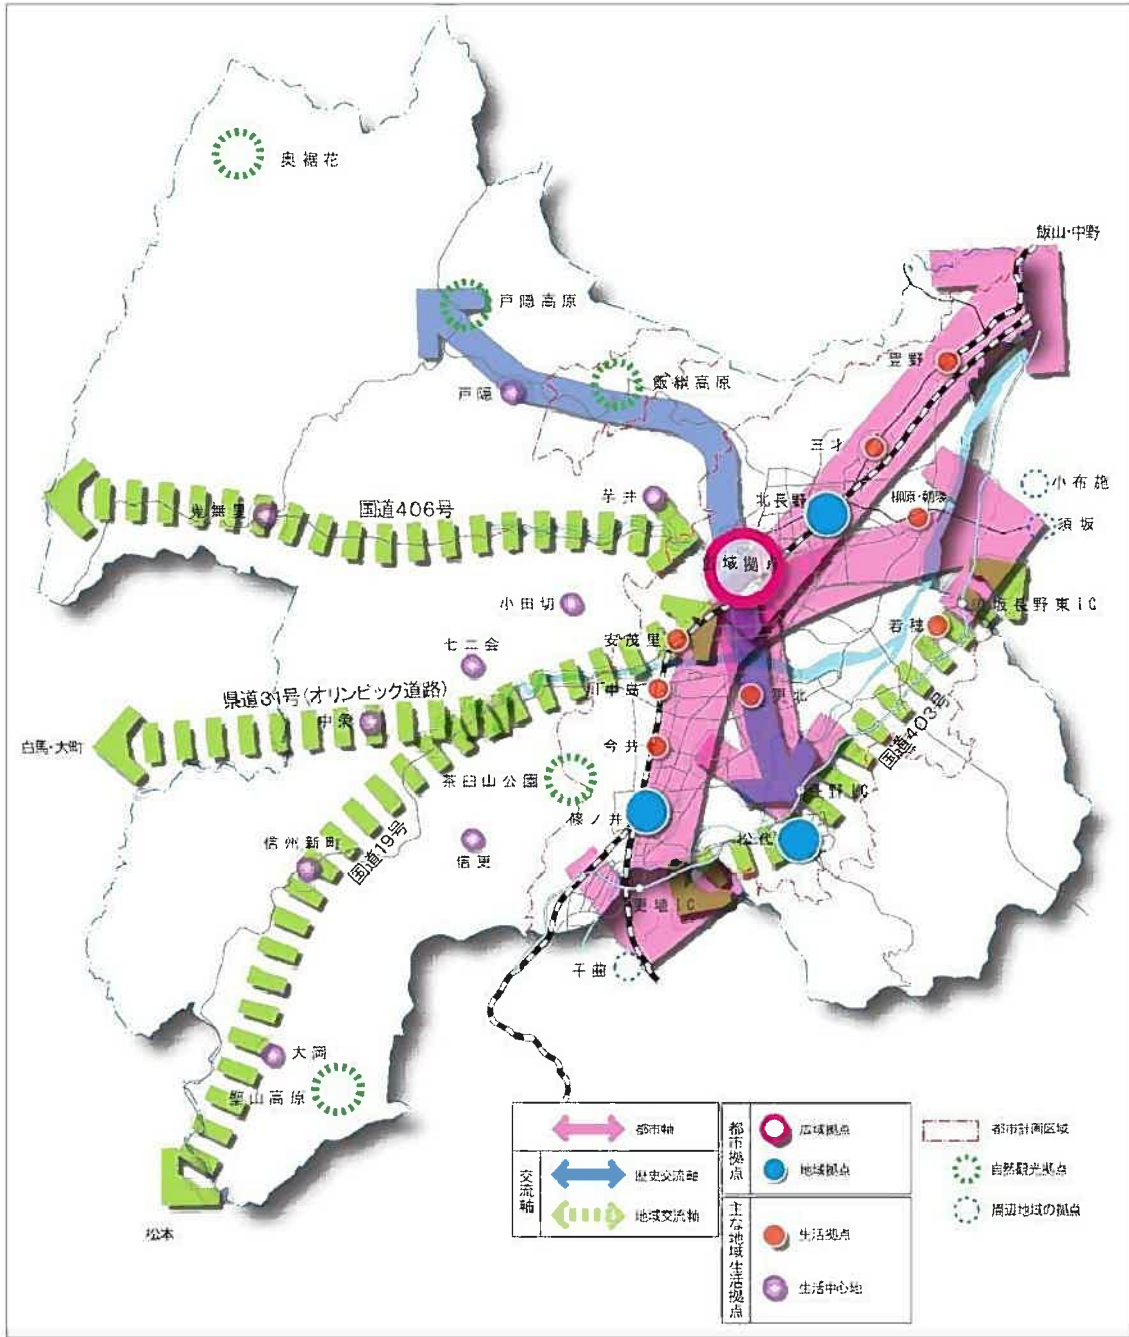 奥裾花
飯山・中野
戸隠高原
飯綱高原
豊野
戸隠
三才
小布施
芋井
北長野
柳原・朝陽
国道406号
鬼無里
須坂
広域拠点
小田切
須坂長野東IC
安茂里
若穂
七二会
川中島
県道31号(オリンピック道路)
中条
白馬・大町
今井
国道403号
茶臼山公園
長野IC
篠ノ井
松代
信州新町
国道19号
信更
更埴IC
千曲
大岡
聖山高原
松本
都市軸
交流軸
歴史交流軸
地域交流軸
都市拠点
広域拠点
地域拠点
主な地域生活拠点
生活拠点
生活中心地
都市計画区域
自然観光拠点
周辺地域の拠点